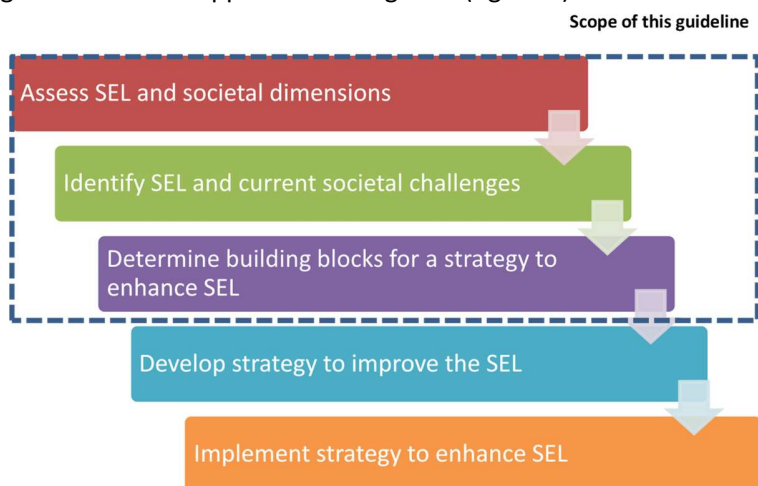 Scope of this guideline
Assess SEL and societal dimensions
Identify SEL and current societal challenges
Determine building blocks for a strategy to
enhance SEL
Develop strategy to improve the SEL
Implement strategy to enhance SEL